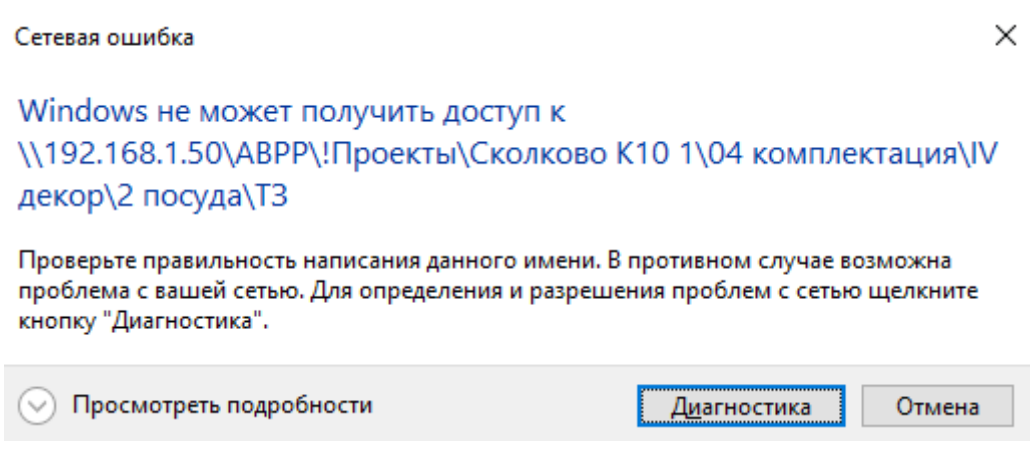 Сетевая ошибка
Windows не может получить доступ к
\\192.168.1.50\АВРР\!Проекты\Сколково К10 1\04 комплектация\IV
декор\2 посуда\ТЗ
Проверьте правильность написания данного имени. В противном случае возможна
проблема с вашей сетью. Для определения и разрешения проблем с сетью щелкните
кнопку "Диагностика".
Просмотреть подробности
Диагностика
Отмена